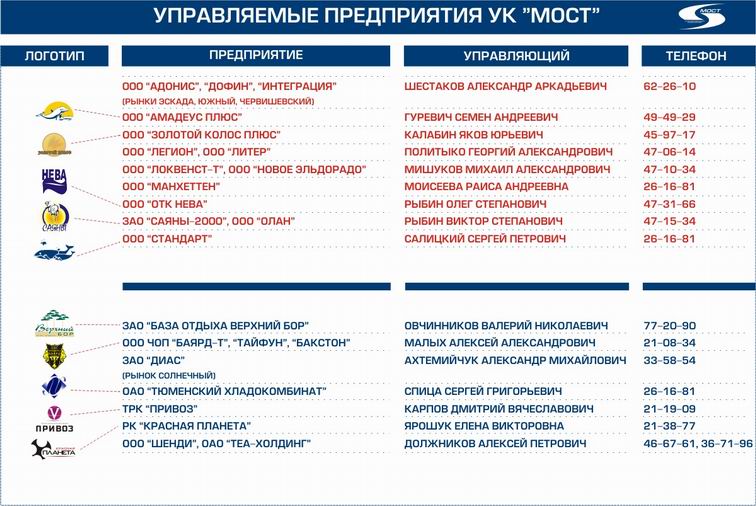 УПРАВЛЯЕМЫЕ ПРЕДПРИЯТИЯ УК "МОСТ"
МОСТ
ЛОГОТИП ПРЕДПРИЯТИЕ УПРАВЛЯЮЩИЙ ТЕЛЕФОН
ООО "АДОНИС", "ДОФИН", "ИНТЕГРАЦИЯ" ШЕСТАКОВ АЛЕКСАНДР АРКАДЬЕВИЧ 62-26-10
(РЫНКИ ЭСКАДА, ЮЖНЫЙ, ЧЕРВИШЕВСКИЙ)
ООО "АМАДЕУС ПЛЮС" ГУРЕВИЧ СЕМЕН АНДРЕЕВИЧ 49-49-29
ООО "ЗОЛОТОЙ КОЛОС ПЛЮС" КАЛАБИН ЯКОВ ЮРЬЕВИЧ 45-97-17
ООО "ЛЕГИОН", ООО "ЛИТЕР" ПОЛИТЫКО ГЕОРГИЙ АЛЕКСАНДРОВИЧ 47-06-14
ООО "ЛОКВЕНСТ-Т", ООО "НОВОЕ ЭЛЬДОРАДО" МИШУКОВ МИХАИЛ АЛЕКСАНДРОВИЧ 47-10-34
НЕВА
ООО "МАНХЕТТЕН" МОИСЕЕВА РАИСА АНДРЕЕВНА 26-16-81
ООО "ОТК НЕВА" РЫБИН ОЛЕГ СТЕПАНОВИЧ 47-31-66
ЗАО "САЯНЫ-2000", ООО "ОЛАН" РЫБИН ВИКТОР СТЕПАНОВИЧ 47-15-34
САЯНЫ
ООО "СТАНДАРТ" САЛИЦКИЙ СЕРГЕЙ ПЕТРОВИЧ 26-16-81
Верхний
БОР
ЗАО "БАЗА ОТДЫХА ВЕРХНИЙ БОР" ОВЧИННИКОВ ВАЛЕРИЙ НИКОЛАЕВИЧ 77-20-90
ООО ЧОП "БАЯРД-Т", "ТАЙФУН", "БАКСТОН" МАЛЫХ АЛЕКСЕЙ АЛЕКСАНДРОВИЧ 21-08-34
ЗАО "ДИАС" АХТЕМИЙЧУК АЛЕКСАНДР МИХАЙЛОВИЧ 33-58-54
(РЫНОК СОЛНЕЧНЫЙ)
ОАО "ТЮМЕНСКИЙ ХЛАДОКОМБИНАТ" СПИЦА СЕРГЕЙ ГРИГОРЬЕВИЧ 26-16-81
ТРК "ПРИВОЗ" КАРПОВ ДМИТРИЙ ВЯЧЕСЛАВОВИЧ 21-19-09
ПРИВОЗ
РК "КРАСНАЯ ПЛАНЕТА" ЯРОШУК ЕЛЕНА ВИКТОРОВНА 21-38-77
ООО "ШЕНДИ", ОАО "ТЕА-ХОЛДИНГ" ДОЛЖНИКОВ АЛЕКСЕЙ ПЕТРОВИЧ 46-67-61, 36-71-96
ПЛАНЕТА